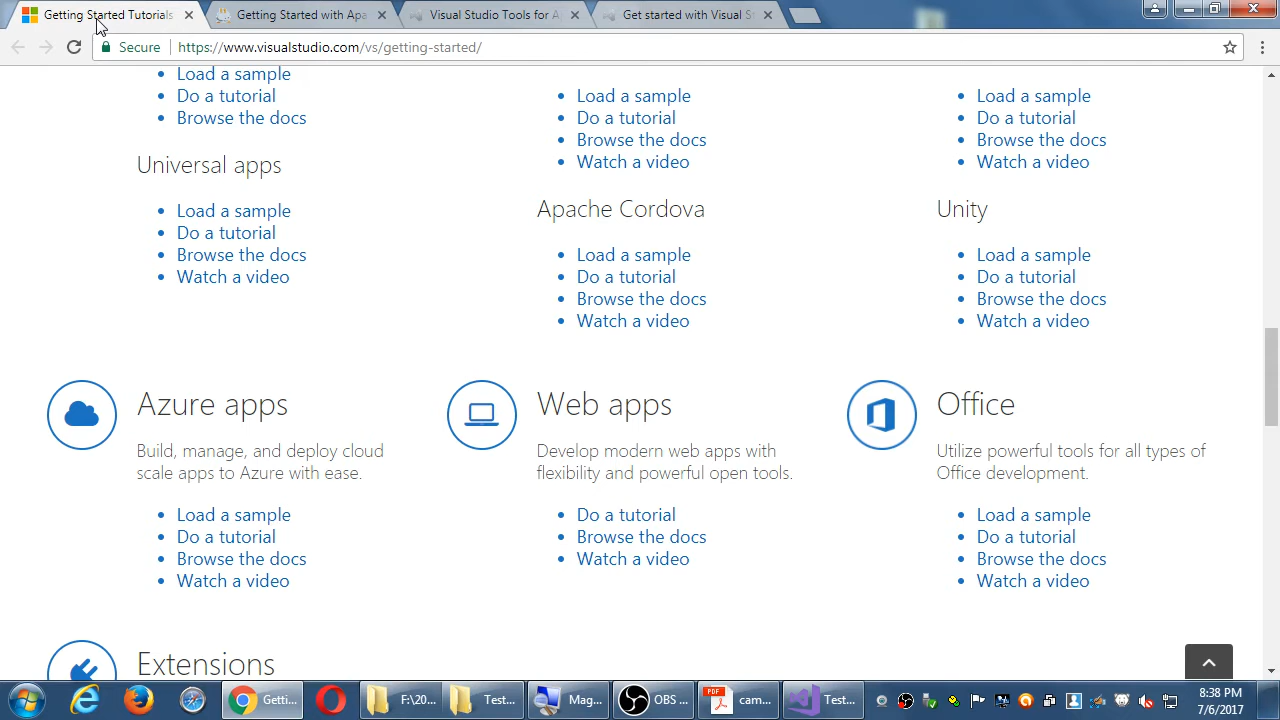 Getting Started Tutorials
Getting Started with Apa
Visual Studio Tools for A
Get started with Visual S
Secure
https://www.visualstudio.com/vs/getting-started/
Load a sample
Do a tutorial
Browse the docs
Universal apps
Load a sample
Do a tutorial
Browse the docs
Watch a video
Load a sample
Do a tutorial
Browse the docs
Watch a video
Apache Cordova
Load a sample
Do a tutorial
Browse the docs
Watch a video
Load a sample
Do a tutorial
Browse the docs
Watch a video
Unity
Load a sample
Do a tutorial
Browse the docs
Watch a video
Azure apps
Build, manage, and deploy cloud
scale apps to Azure with ease.
Load a sample
Do a tutorial
Browse the docs
Watch a video
Web apps
Develop modern web apps with
flexibility and powerful open tools.
Do a tutorial
Browse the docs
Watch a video
Office
Utilize powerful tools for all types of
Office development.
Load a sample
Do a tutorial
Browse the docs
Watch a video
Extensions
Getti...
F:\20...
Test...
Mag...
OBS ...
PDF
cam...
Test...
8:38 PM
7/6/2017